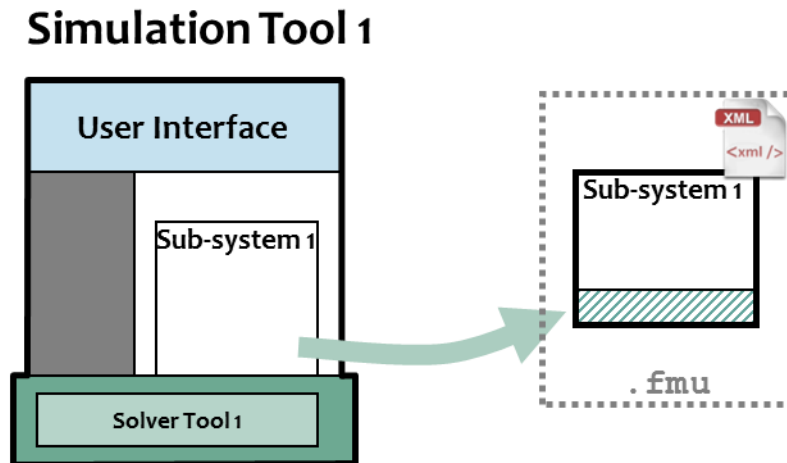 Simulation Tool 1
User Interface
XML
<xml />
Sub-system 1
Sub-system 1
.fmu
Solver Tool 1